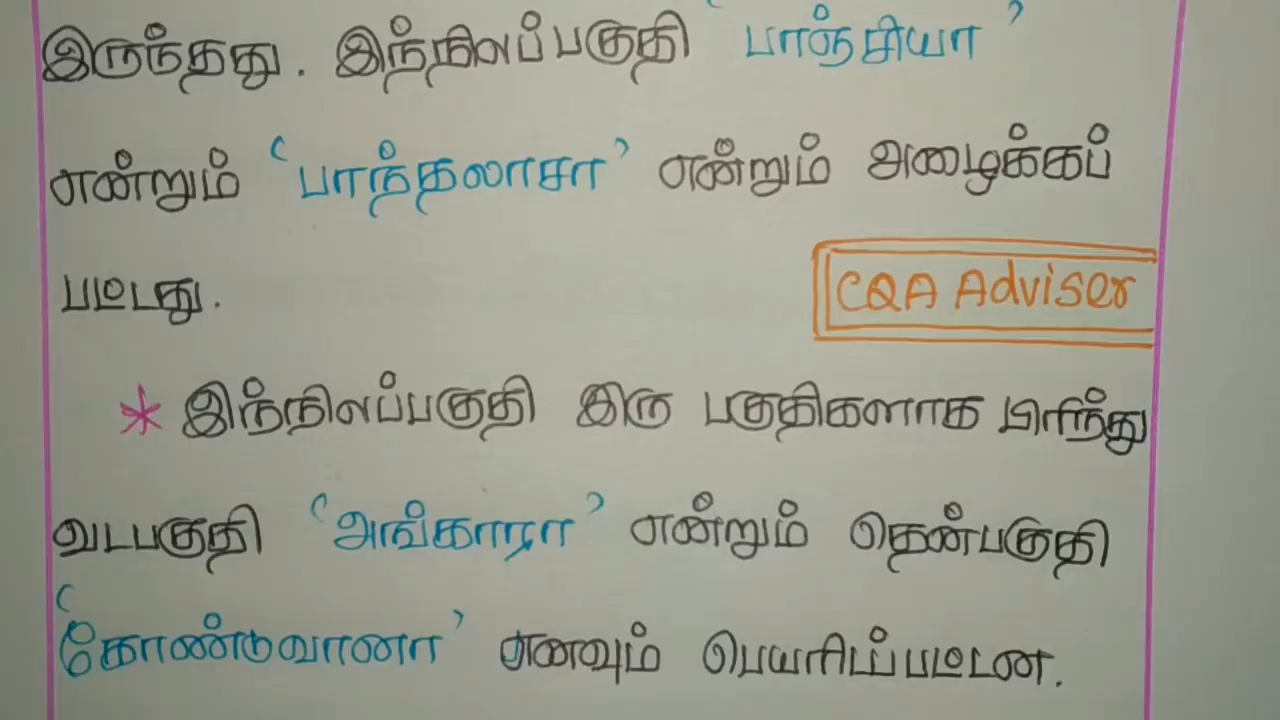 இருந்தது. இந்நிலப்பகுதி 'பாஞ்சியா'
என்றும் 'பாந்தலாசா' என்றும் அழைக்கப்
பட்டது.
CQA Adviser
* இந்நிலப்பகுதி இரு பகுதிகளாக பிரிந்து
வடபகுதி 'அங்காரா' என்றும் தென்பகுதி
'கோண்டுவானா' எனவும் பெயரிடப்பட்டன.